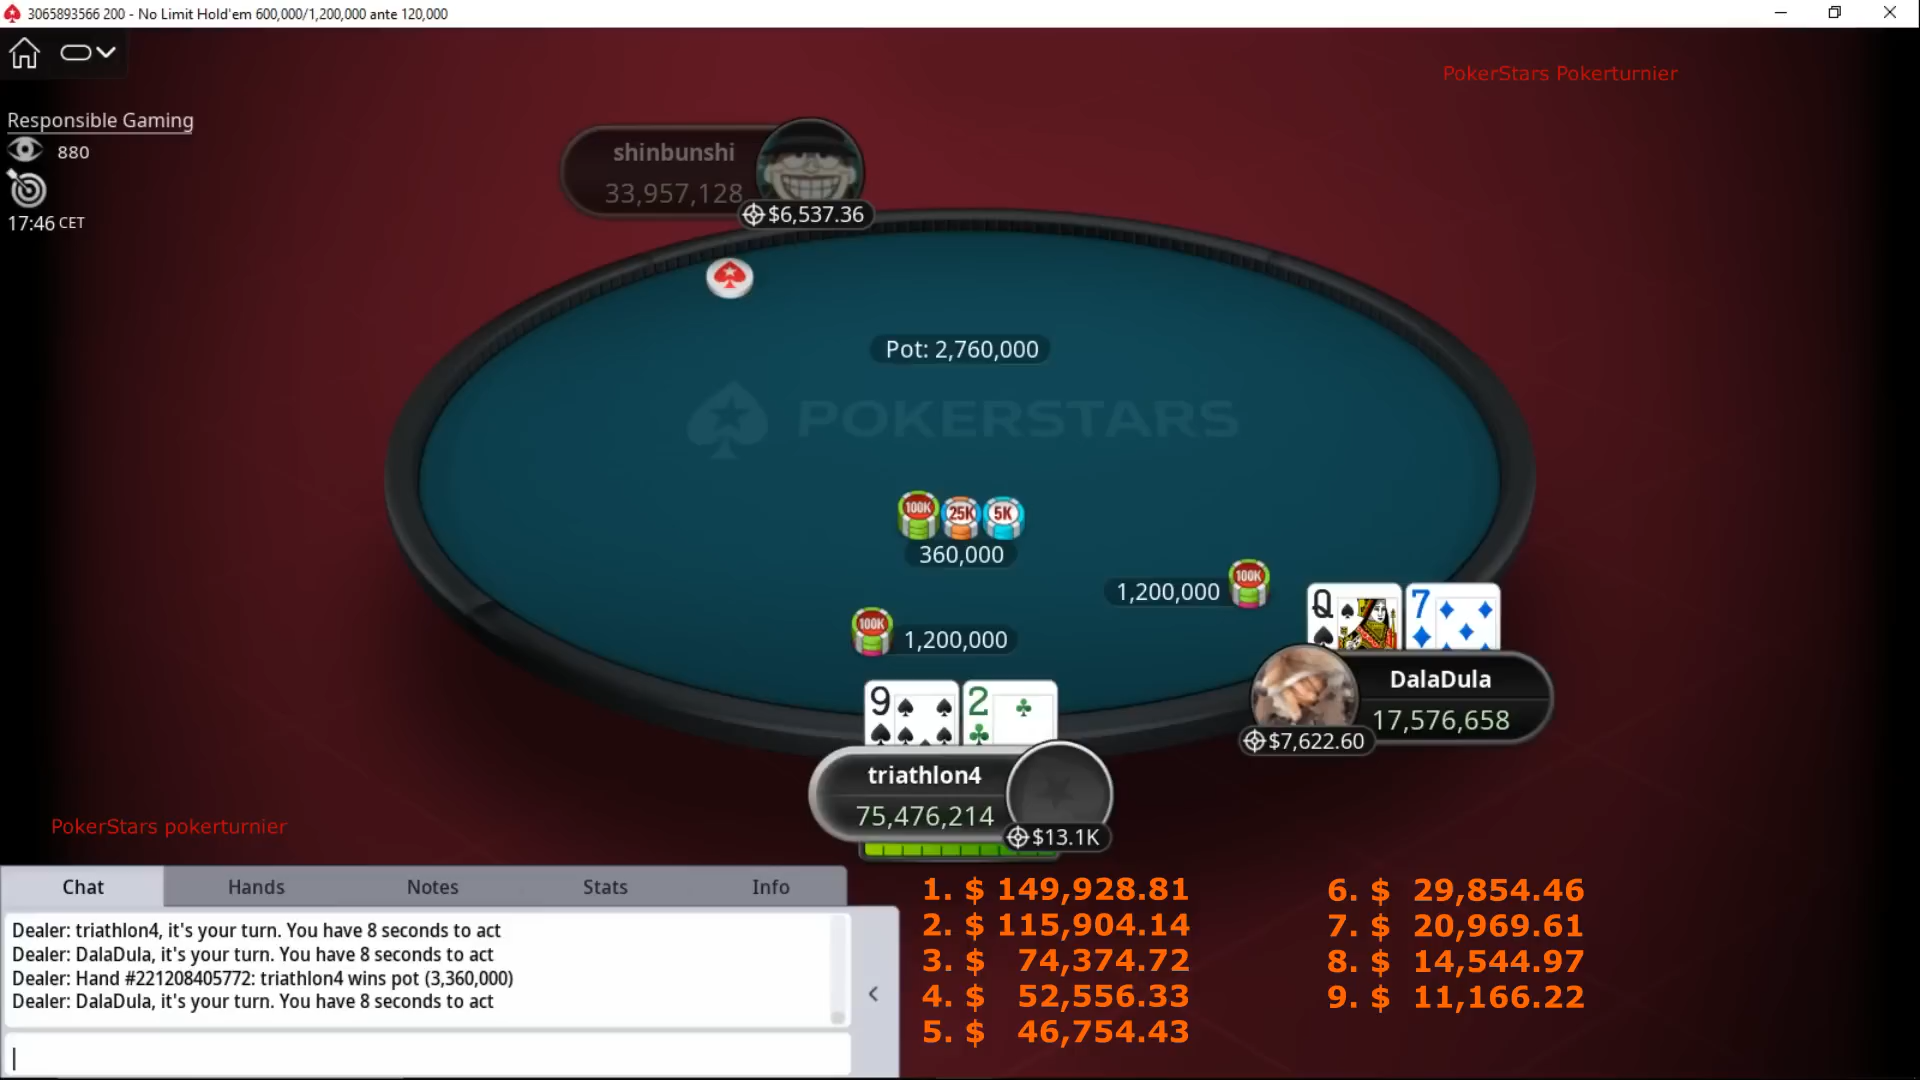 3065893566 200 - No Limit Hold'em 600,000/1,200,000 ante 120,000
PokerStars Pokerturnier
Responsible Gaming
880
17:46 CET
shinbunshi
33,957,128
$6,537.36
Pot: 2,760,000
POKERSTARS
100K 25K 5K
360,000
1,200,000 100K
100K 1,200,000
Q 7
DalaDula
17,576,658
$7,622.60
9 2
triathlon4
75,476,214
$13.1K
PokerStars pokerturnier
Chat Hands Notes Stats Info
Dealer: triathlon4, it's your turn. You have 8 seconds to act
Dealer: DalaDula, it's your turn. You have 8 seconds to act
Dealer: Hand #221208405772: triathlon4 wins pot (3,360,000)
Dealer: DalaDula, it's your turn. You have 8 seconds to act
1. $ 149,928.81
2. $ 115,904.14
3. $ 74,374.72
4. $ 52,556.33
5. $ 46,754.43
6. $ 29,854.46
7. $ 20,969.61
8. $ 14,544.97
9. $ 11,166.22